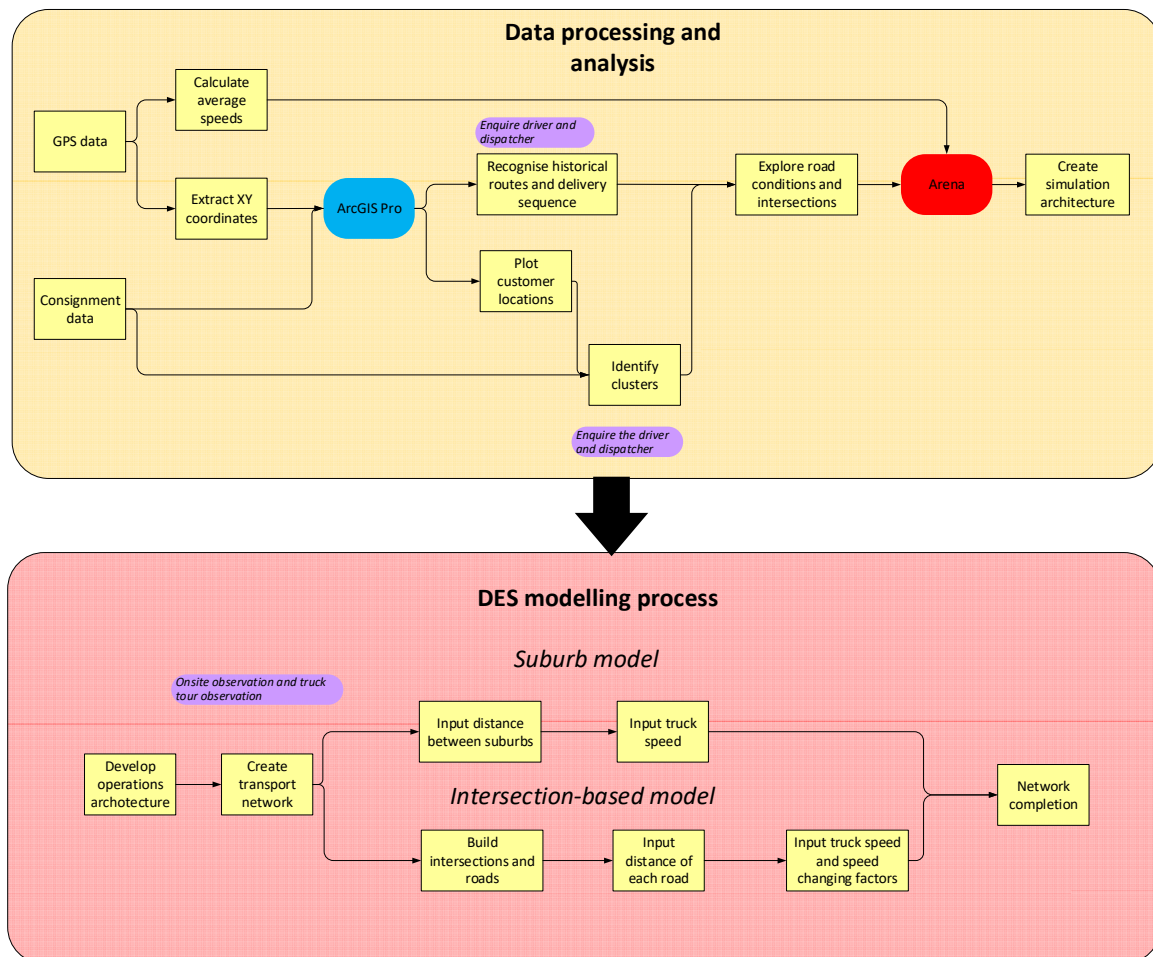 Data processing and
analysis
Calculate
average
speeds
GPS data
Enquire driver and
dispatcher
Recognise historical
routes and delivery
sequence
Explore road
conditions and
intersections
Arena
Create
simulation
architecture
Extract XY
coordinates
ArcGIS Pro
Plot
customer
locations
Consignment
data
Identify
clusters
Enquire the driver
and dispatcher
DES modelling process
Suburb model
Onsite observation and truck
tour observation
Input distance
between suburbs
Input truck
speed
Develop
operations
archotecture
Create
transport
network
Intersection-based model
Network
completion
Build
intersections and
roads
Input
distance of
each road
Input truck speed
and speed
changing factors